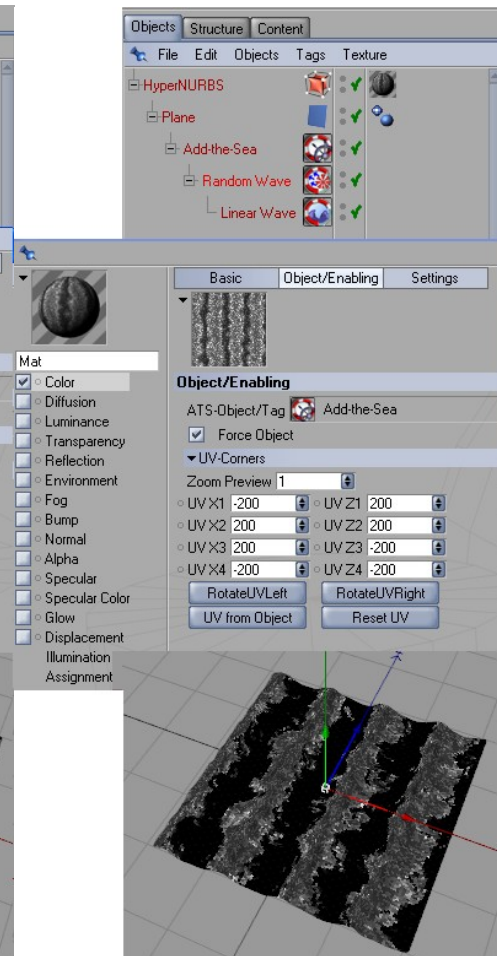 Objects Structure Content
File Edit Objects Tags Texture
HyperNURBS
Plane
Add-the-Sea
Random Wave
Linear Wave
Mat
Color
Diffusion
Luminance
Transparency
Reflection
Environment
Fog
Bump
Normal
Alpha
Specular
Specular Color
Glow
Displacement
Illumination
Assignment
Basic Object/Enabling Settings
Object/Enabling
ATS-Object/Tag Add-the-Sea
Force Object
UV-Corners
Zoom Preview 1
UV X1 -200 UV Z1 200
UV X2 200 UV Z2 200
UV X3 200 UV Z3 -200
UV X4 -200 UV Z4 -200
RotateUVLeft RotateUVRight
UV from Object Reset UV